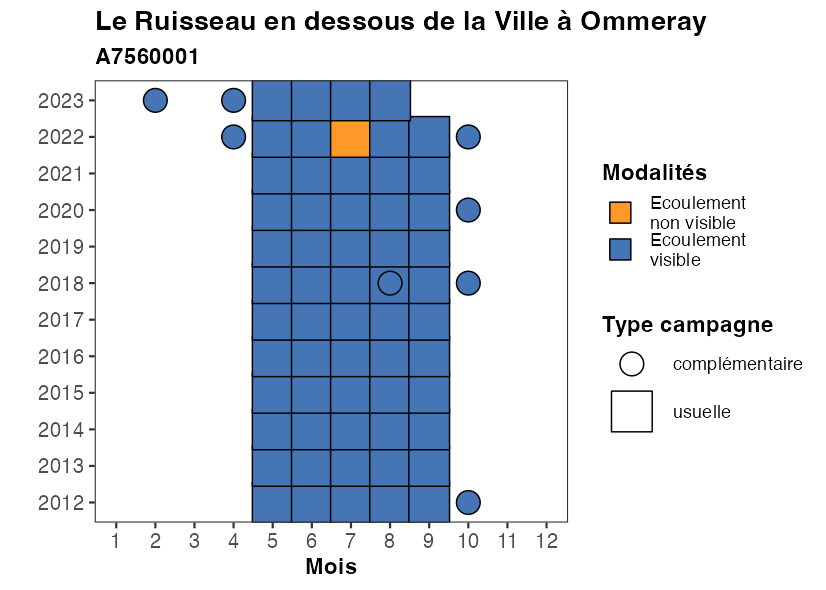 Le Ruisseau en dessous de la Ville à Ommeray
A7560001
2023
2022
2021
2020
2019
2018
2017
2016
2015
2014
2013
2012
1 2 3 4 5 6 7 8 9 10 11 12
Mois
Modalités
Ecoulement
non visible
Ecoulement
visible
Type campagne
complémentaire
usuelle